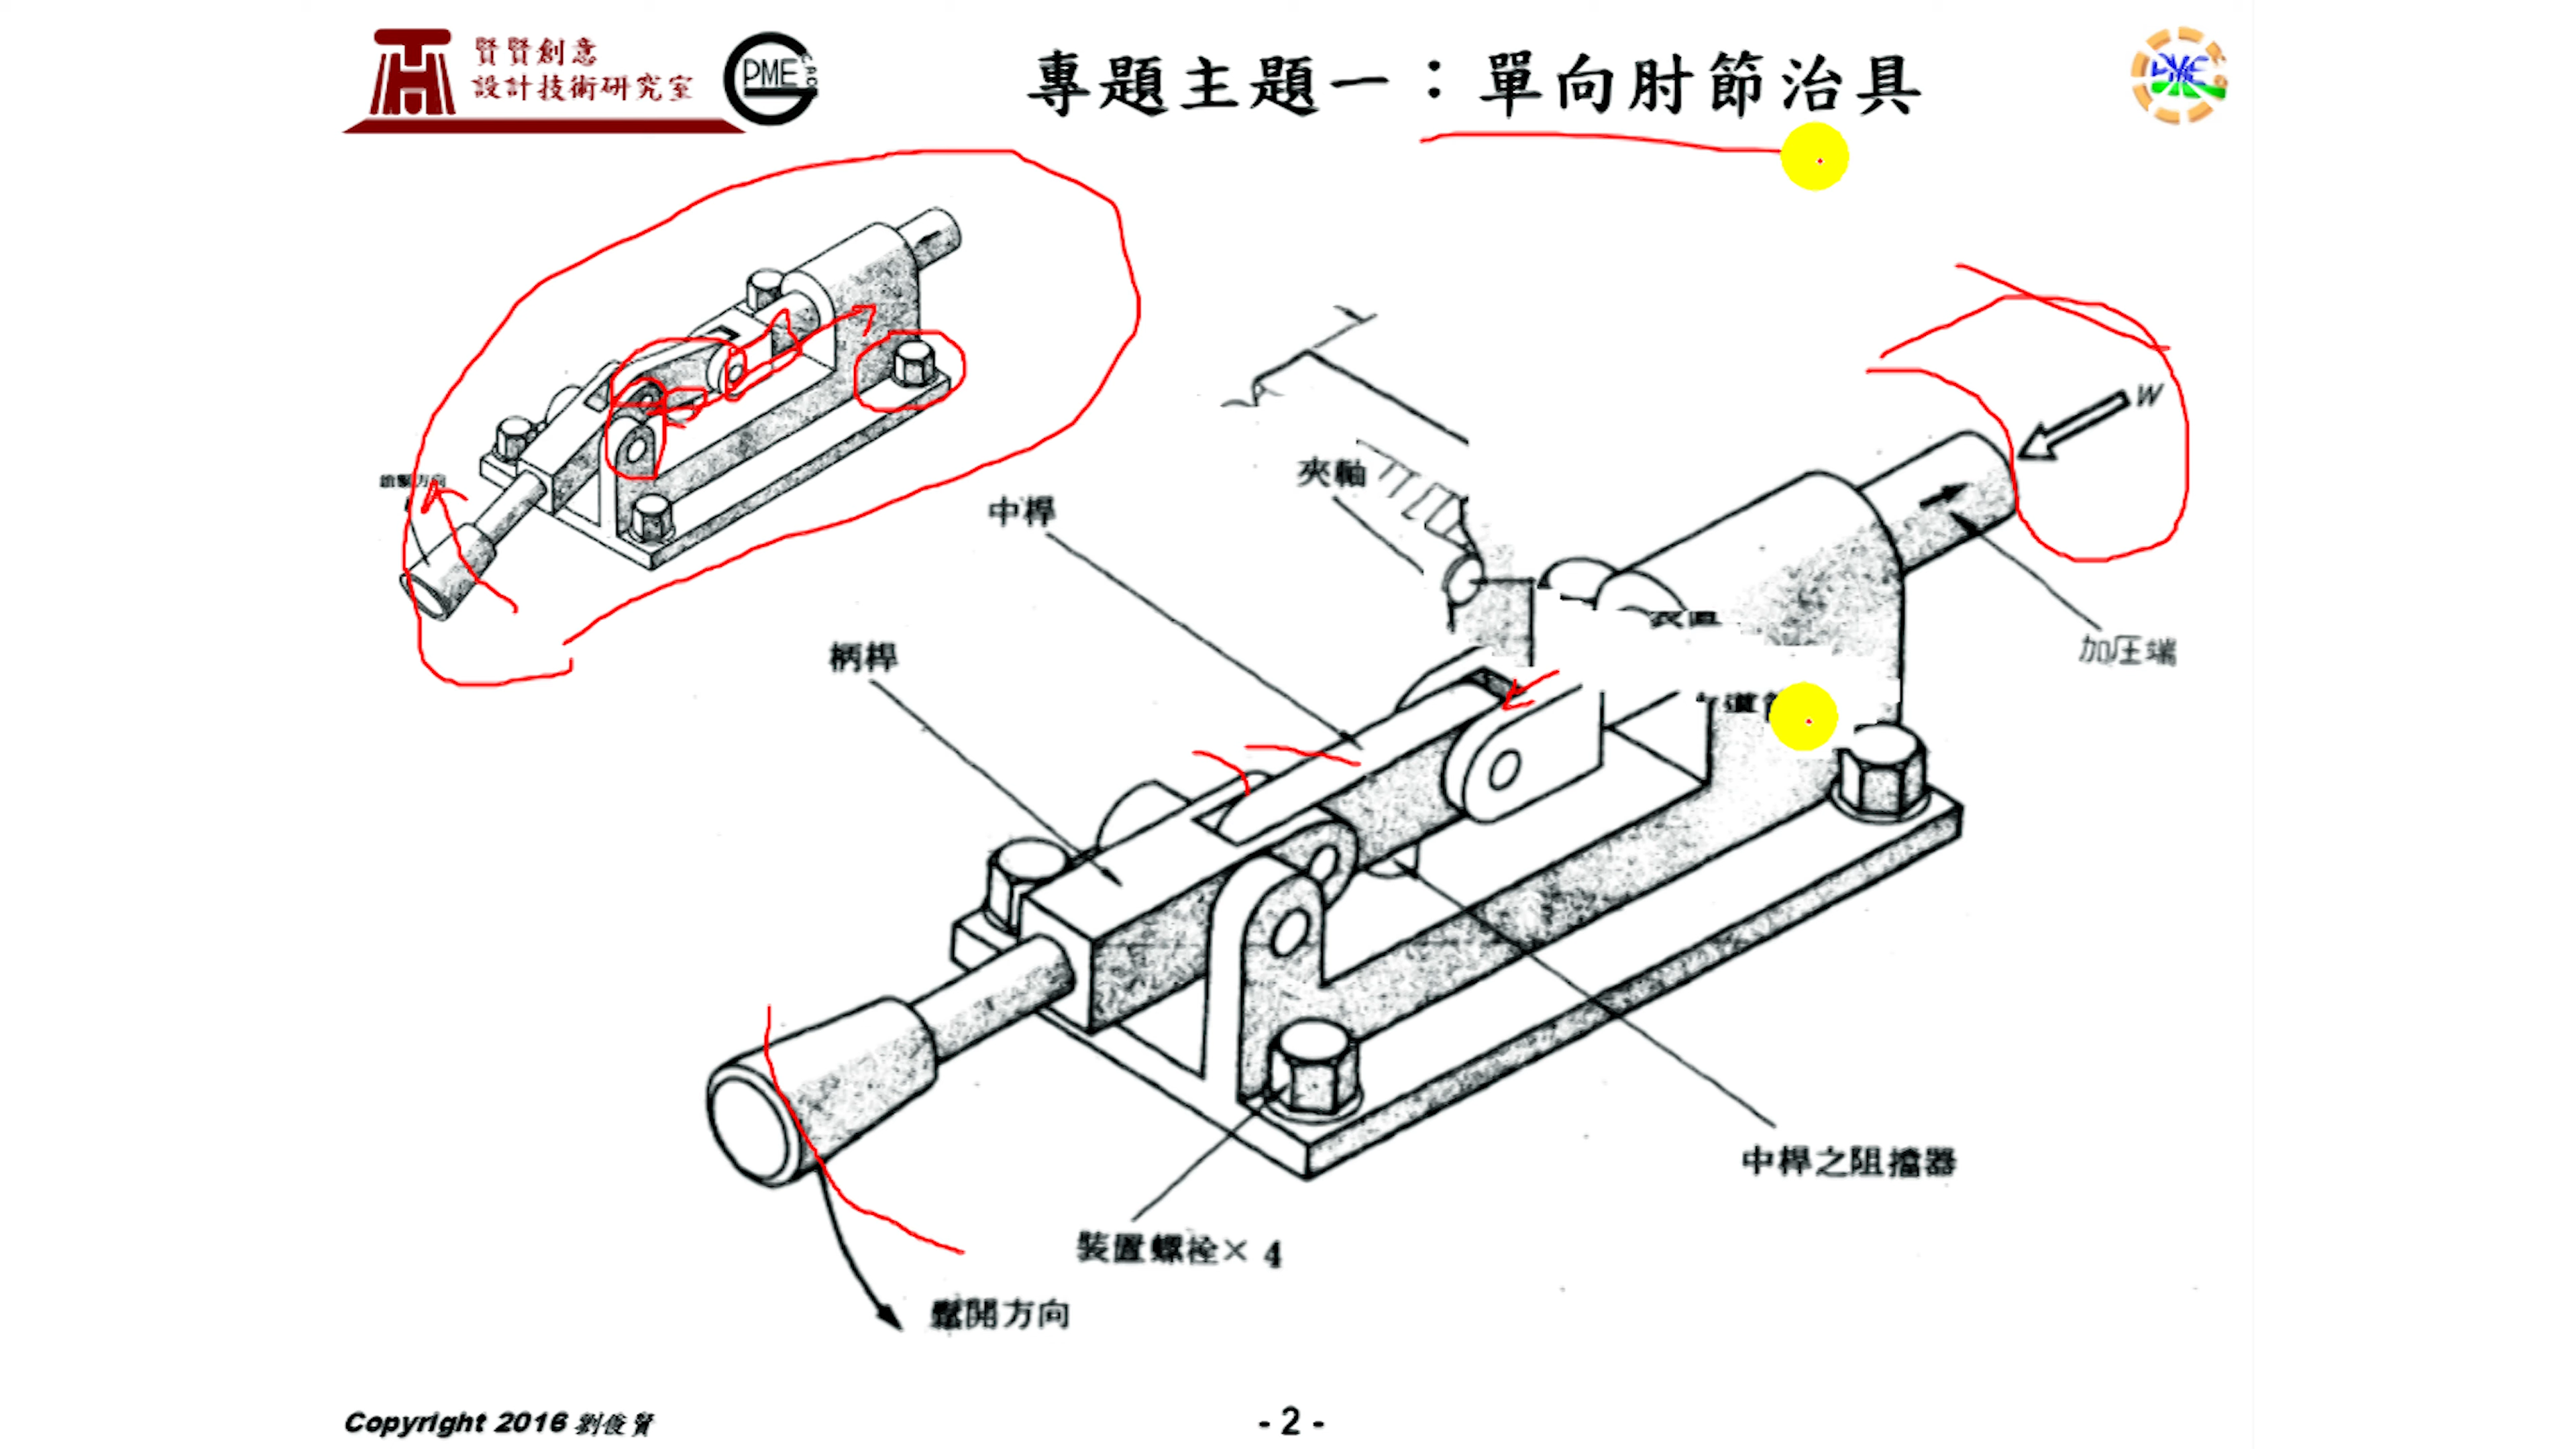 賢賢創意
設計技術研究室
PME
專題主題一：單向肘節治具
W
夾軸
中桿
柄桿
裝置
加压端
中桿之阻擋器
裝置螺栓× 4
鬆開方向
Copyright 2016 劉俊賢
- 2 -